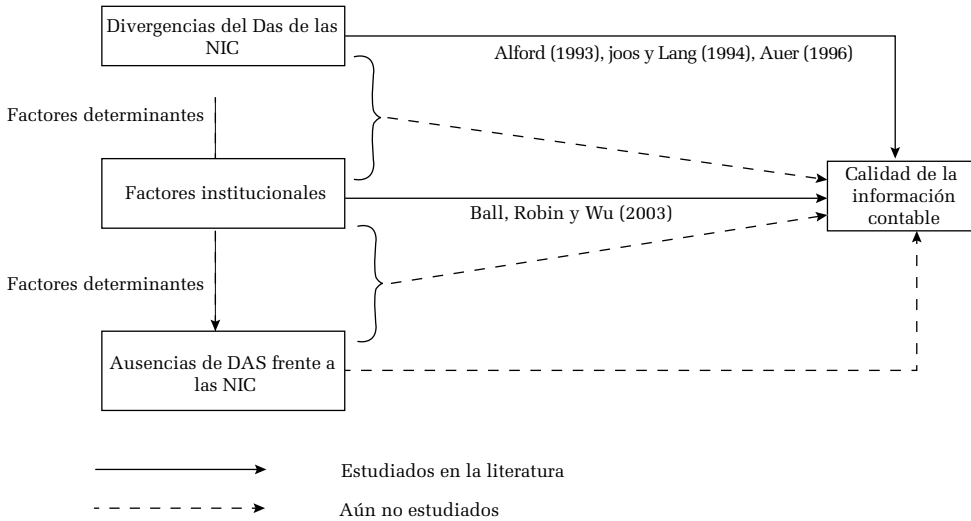 Divergencias del Das de las
NIC
Alford (1993), joos y Lang (1994), Auer (1996)
Factores determinantes
Factores institucionales
Calidad de la
información
contable
Ball, Robin y Wu (2003)
Factores determinantes
Ausencias de DAS frente a
las NIC
Estudiados en la literatura
Aún no estudiados